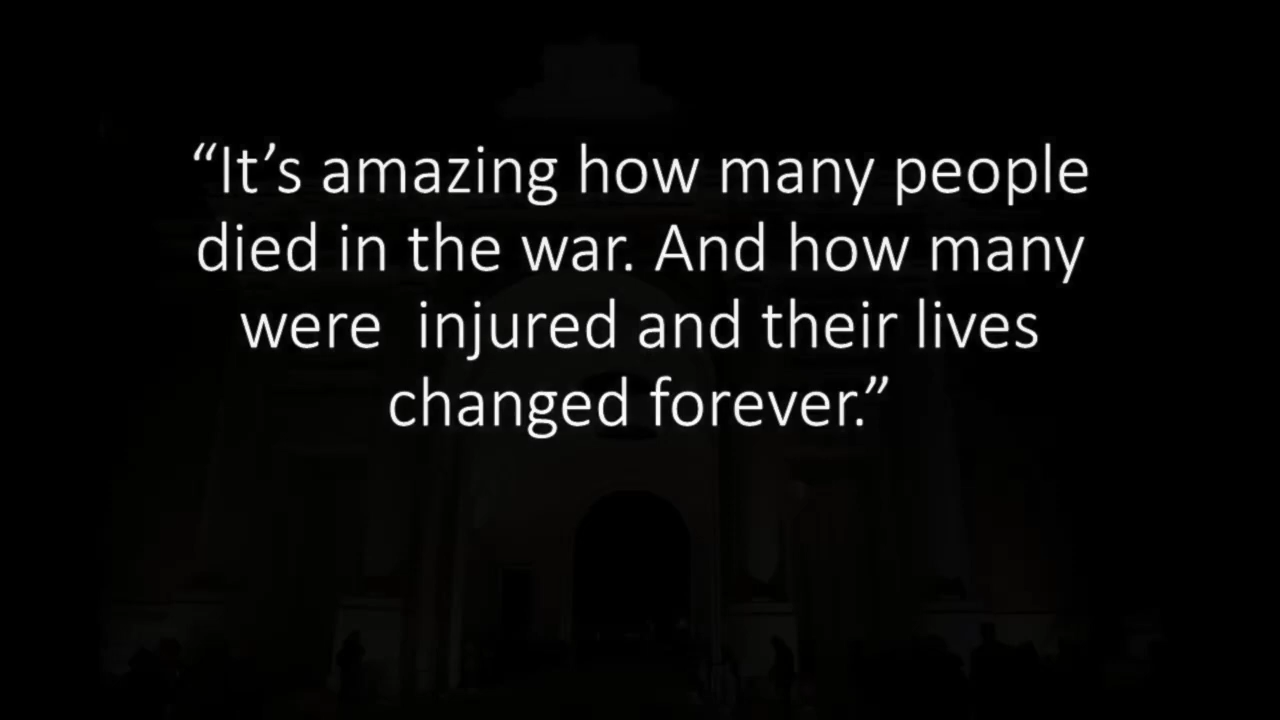 “It’s amazing how many people
died in the war. And how many
were  injured and their lives
changed forever.”